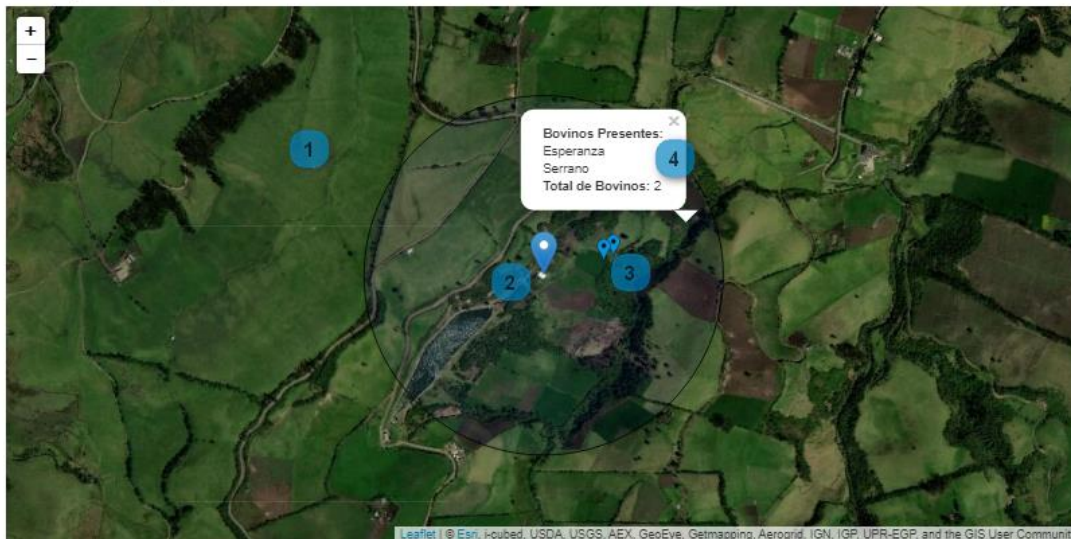 +
−
1
Bovinos Presentes:
Esperanza
Serrano
Total de Bovinos: 2
×
4
2
3
Leaflet | © Esri, i-cubed, USDA, USGS, AEX, GeoEye, Getmapping, Aerogrid, IGN, IGP, UPR-EGP, and the GIS User Communit